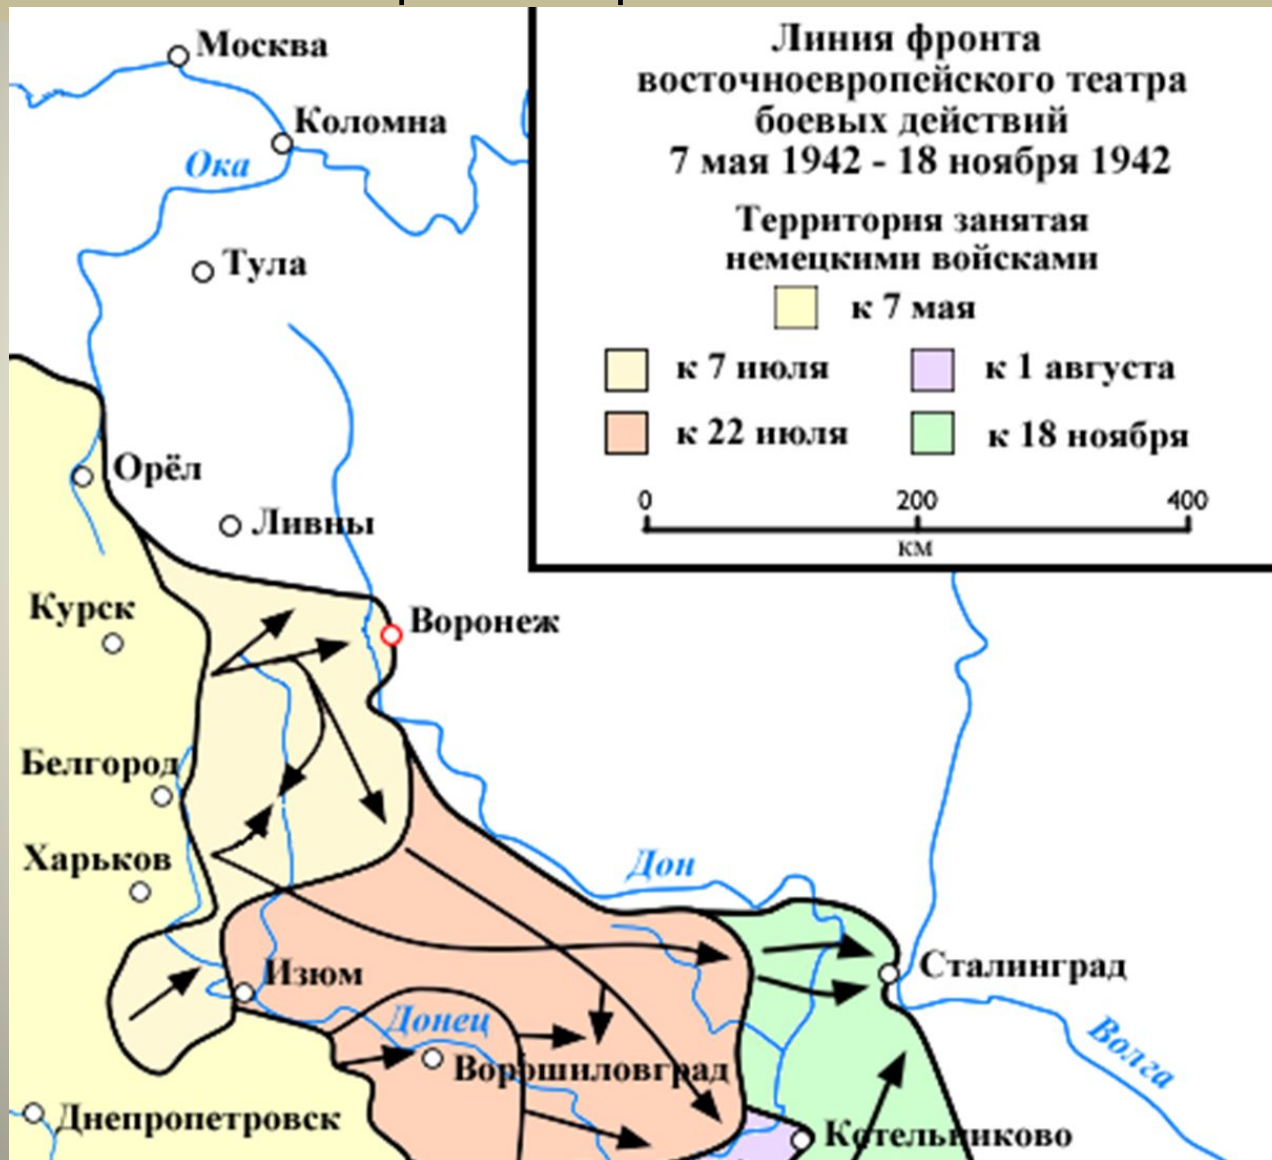 Москва
Коломна
Ока
Тула
Линия фронта
восточноевропейского театра
боевых действий
7 мая 1942 - 18 ноября 1942
Территория занятая
немецкими войсками
к 7 мая
к 7 июля
к 1 августа
к 22 июля
к 18 ноября
0 200 400
км
Орёл
Ливны
Курск
Воронеж
Белгород
Харьков
Дон
Сталинград
Изюм
Донец
Ворошиловград
Волга
Днепропетровск
Котельниково